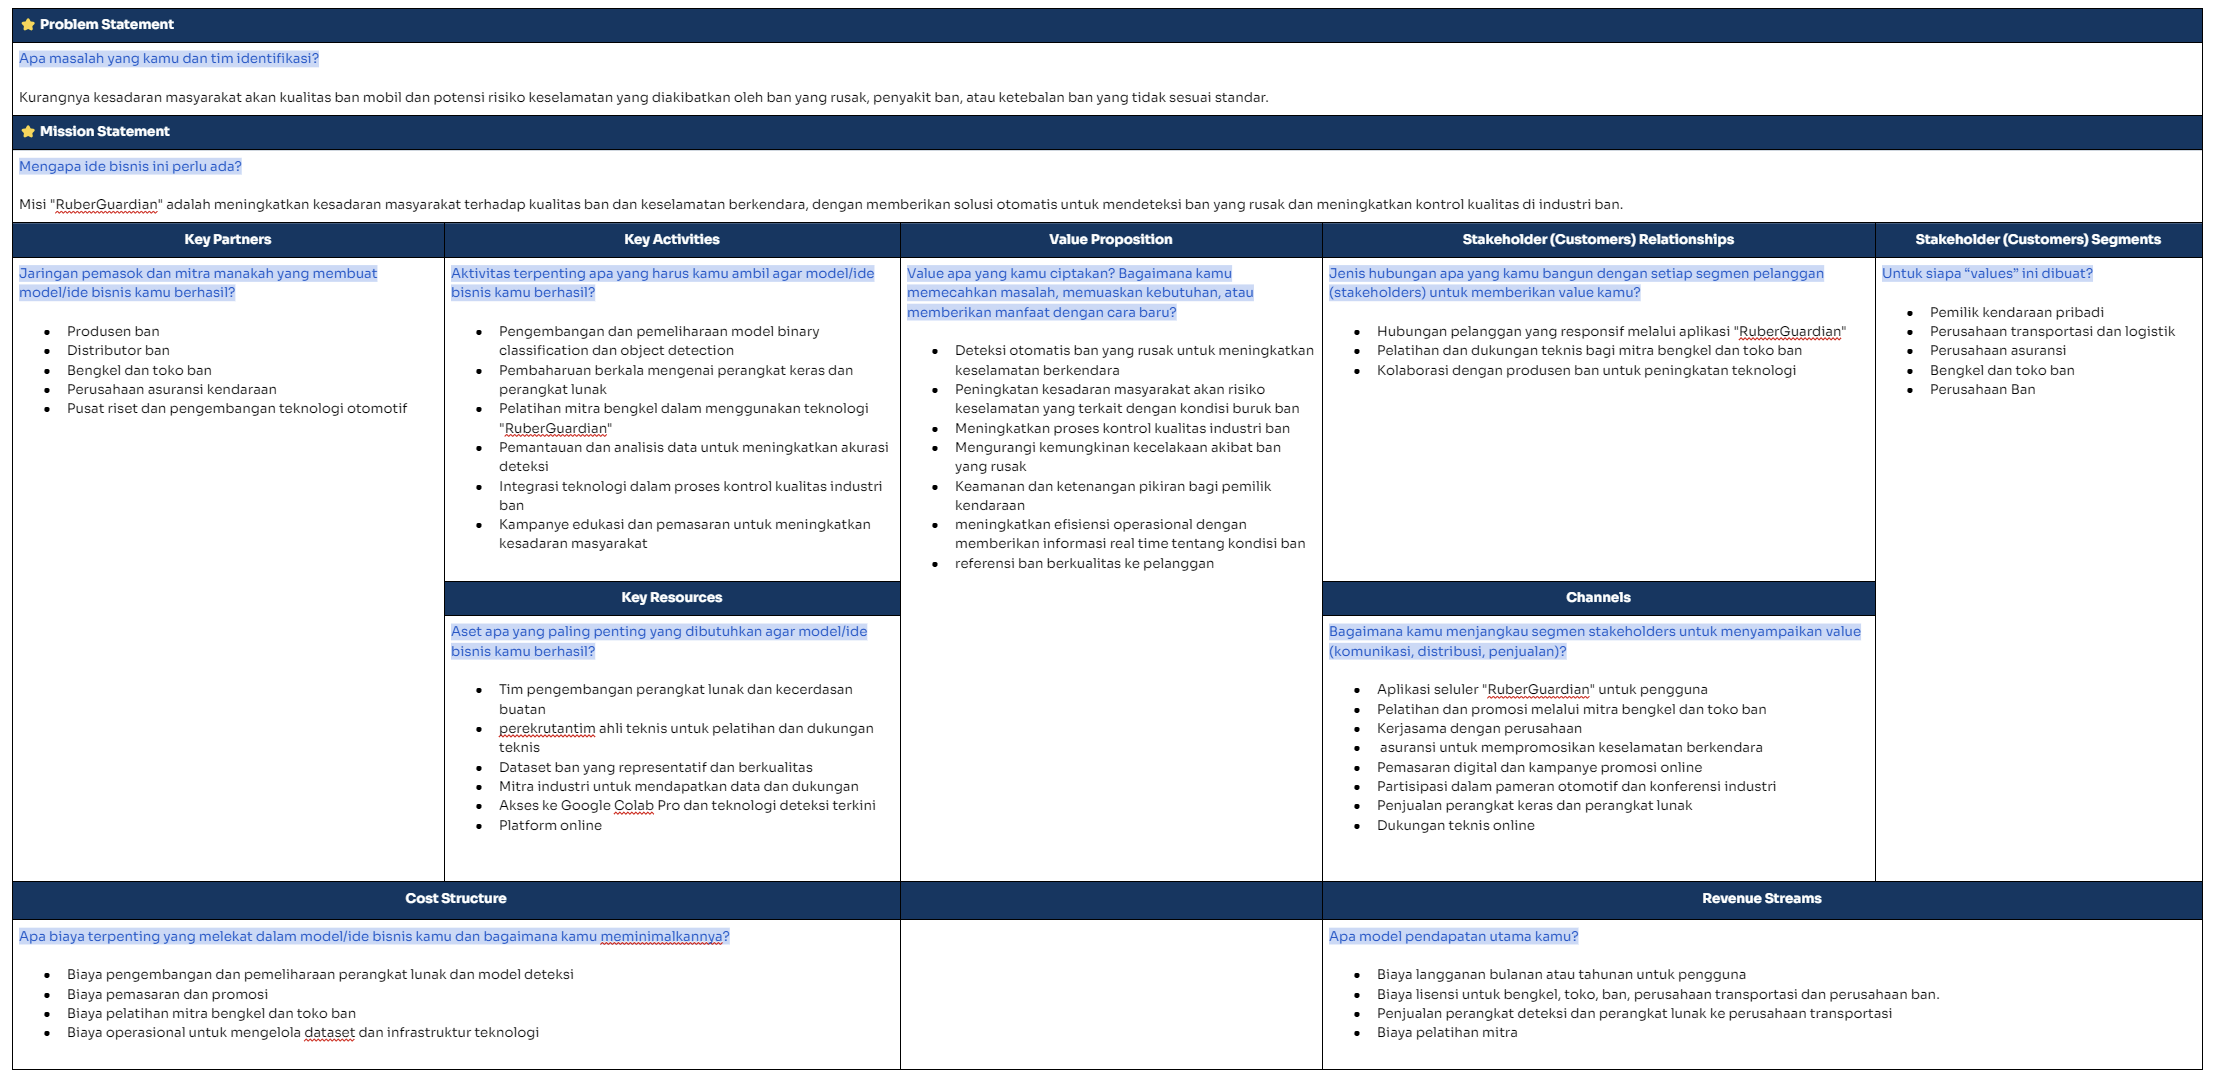 Problem Statement
Apa masalah yang kamu dan tim identifikasi?
Kurangnya kesadaran masyarakat akan kualitas ban mobil dan potensi risiko keselamatan yang diakibatkan oleh ban yang rusak, penyakit ban, atau ketebalan ban yang tidak sesuai standar.
Mission Statement
Mengapa ide bisnis ini perlu ada?
Misi "RuberGuardian" adalah meningkatkan kesadaran masyarakat terhadap kualitas ban dan keselamatan berkendara, dengan memberikan solusi otomatis untuk mendeteksi ban yang rusak dan meningkatkan kontrol kualitas di industri ban.
Key Partners
Jaringan pemasok dan mitra manakah yang membuat
model/ide bisnis kamu berhasil?
• Produsen ban
• Distributor ban
• Bengkel dan toko ban
• Perusahaan asuransi kendaraan
• Pusat riset dan pengembangan teknologi otomotif
Key Activities
Aktivitas terpenting apa yang harus kamu ambil agar model/ide
bisnis kamu berhasil?
• Pengembangan dan pemeliharaan model binary
classification dan object detection
• Pembaharuan berkala mengenai perangkat keras dan
perangkat lunak
• Pelatihan mitra bengkel dalam menggunakan teknologi
"RuberGuardian"
• Pemantauan dan analisis data untuk meningkatkan akurasi
deteksi
• Integrasi teknologi dalam proses kontrol kualitas industri
ban
• Kampanye edukasi dan pemasaran untuk meningkatkan
kesadaran masyarakat
Key Resources
Aset apa yang paling penting yang dibutuhkan agar model/ide
bisnis kamu berhasil?
• Tim pengembangan perangkat lunak dan kecerdasan
buatan
• perekrutantim ahli teknis untuk pelatihan dan dukungan
teknis
• Dataset ban yang representatif dan berkualitas
• Mitra industri untuk mendapatkan data dan dukungan
• Akses ke Google Colab Pro dan teknologi deteksi terkini
• Platform online
Value Proposition
Value apa yang kamu ciptakan? Bagaimana kamu
memecahkan masalah, memuaskan kebutuhan, atau
memberikan manfaat dengan cara baru?
• Deteksi otomatis ban yang rusak untuk meningkatkan
keselamatan berkendara
• Peningkatan kesadaran masyarakat akan risiko
keselamatan yang terkait dengan kondisi buruk ban
• Meningkatkan proses kontrol kualitas industri ban
• Mengurangi kemungkinan kecelakaan akibat ban
yang rusak
• Keamanan dan ketenangan pikiran bagi pemilik
kendaraan
• meningkatkan efisiensi operasional dengan
memberikan informasi real time tentang kondisi ban
• referensi ban berkualitas ke pelanggan
Stakeholder (Customers) Relationships
Jenis hubungan apa yang kamu bangun dengan setiap segmen pelanggan
(stakeholders) untuk memberikan value kamu?
• Hubungan pelanggan yang responsif melalui aplikasi "RuberGuardian"
• Pelatihan dan dukungan teknis bagi mitra bengkel dan toko ban
• Kolaborasi dengan produsen ban untuk peningkatan teknologi
Channels
Bagaimana kamu menjangkau segmen stakeholders untuk menyampaikan value
(komunikasi, distribusi, penjualan)?
• Aplikasi seluler "RuberGuardian" untuk pengguna
• Pelatihan dan promosi melalui mitra bengkel dan toko ban
• Kerjasama dengan perusahaan
• asuransi untuk mempromosikan keselamatan berkendara
• Pemasaran digital dan kampanye promosi online
• Partisipasi dalam pameran otomotif dan konferensi industri
• Penjualan perangkat keras dan perangkat lunak
• Dukungan teknis online
Stakeholder (Customers) Segments
Untuk siapa “values” ini dibuat?
• Pemilik kendaraan pribadi
• Perusahaan transportasi dan logistik
• Perusahaan asuransi
• Bengkel dan toko ban
• Perusahaan Ban
Cost Structure
Apa biaya terpenting yang melekat dalam model/ide bisnis kamu dan bagaimana kamu meminimalkannya?
• Biaya pengembangan dan pemeliharaan perangkat lunak dan model deteksi
• Biaya pemasaran dan promosi
• Biaya pelatihan mitra bengkel dan toko ban
• Biaya operasional untuk mengelola dataset dan infrastruktur teknologi
Revenue Streams
Apa model pendapatan utama kamu?
• Biaya langganan bulanan atau tahunan untuk pengguna
• Biaya lisensi untuk bengkel, toko, ban, perusahaan transportasi dan perusahaan ban.
• Penjualan perangkat deteksi dan perangkat lunak ke perusahaan transportasi
• Biaya pelatihan mitra